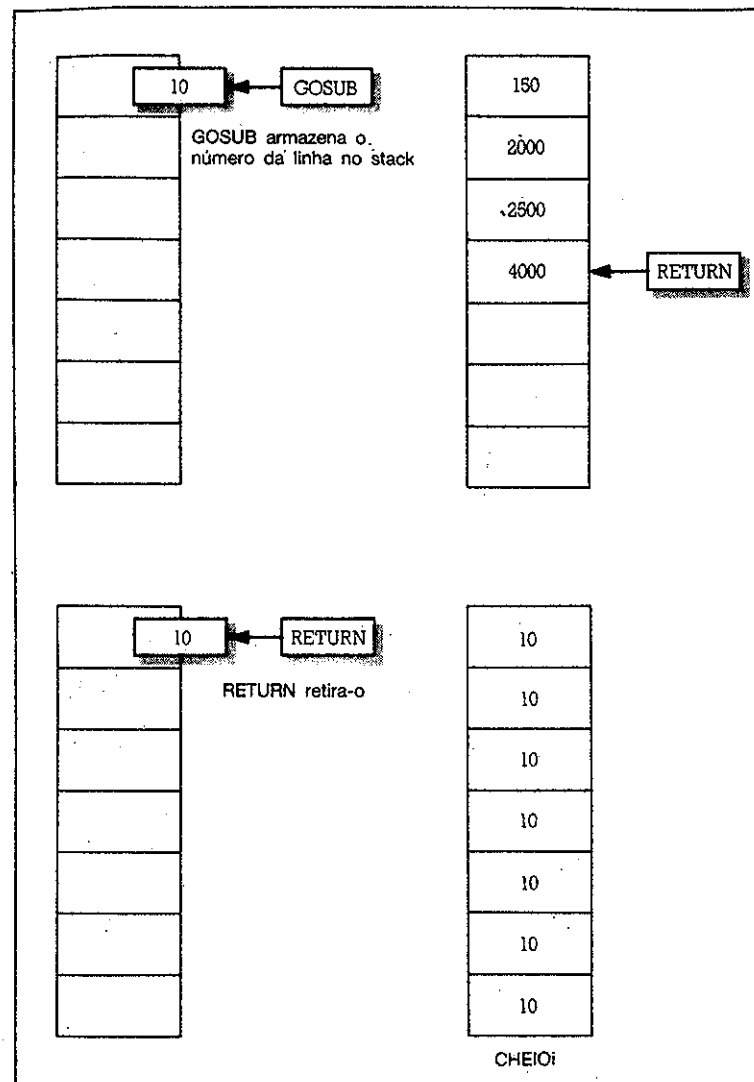 10
GOSUB
GOSUB armazena o
número da linha no stack
150
2000
2500
4000
RETURN
10
RETURN
RETURN retira-o
10
10
10
10
10
10
10
CHEIO¡